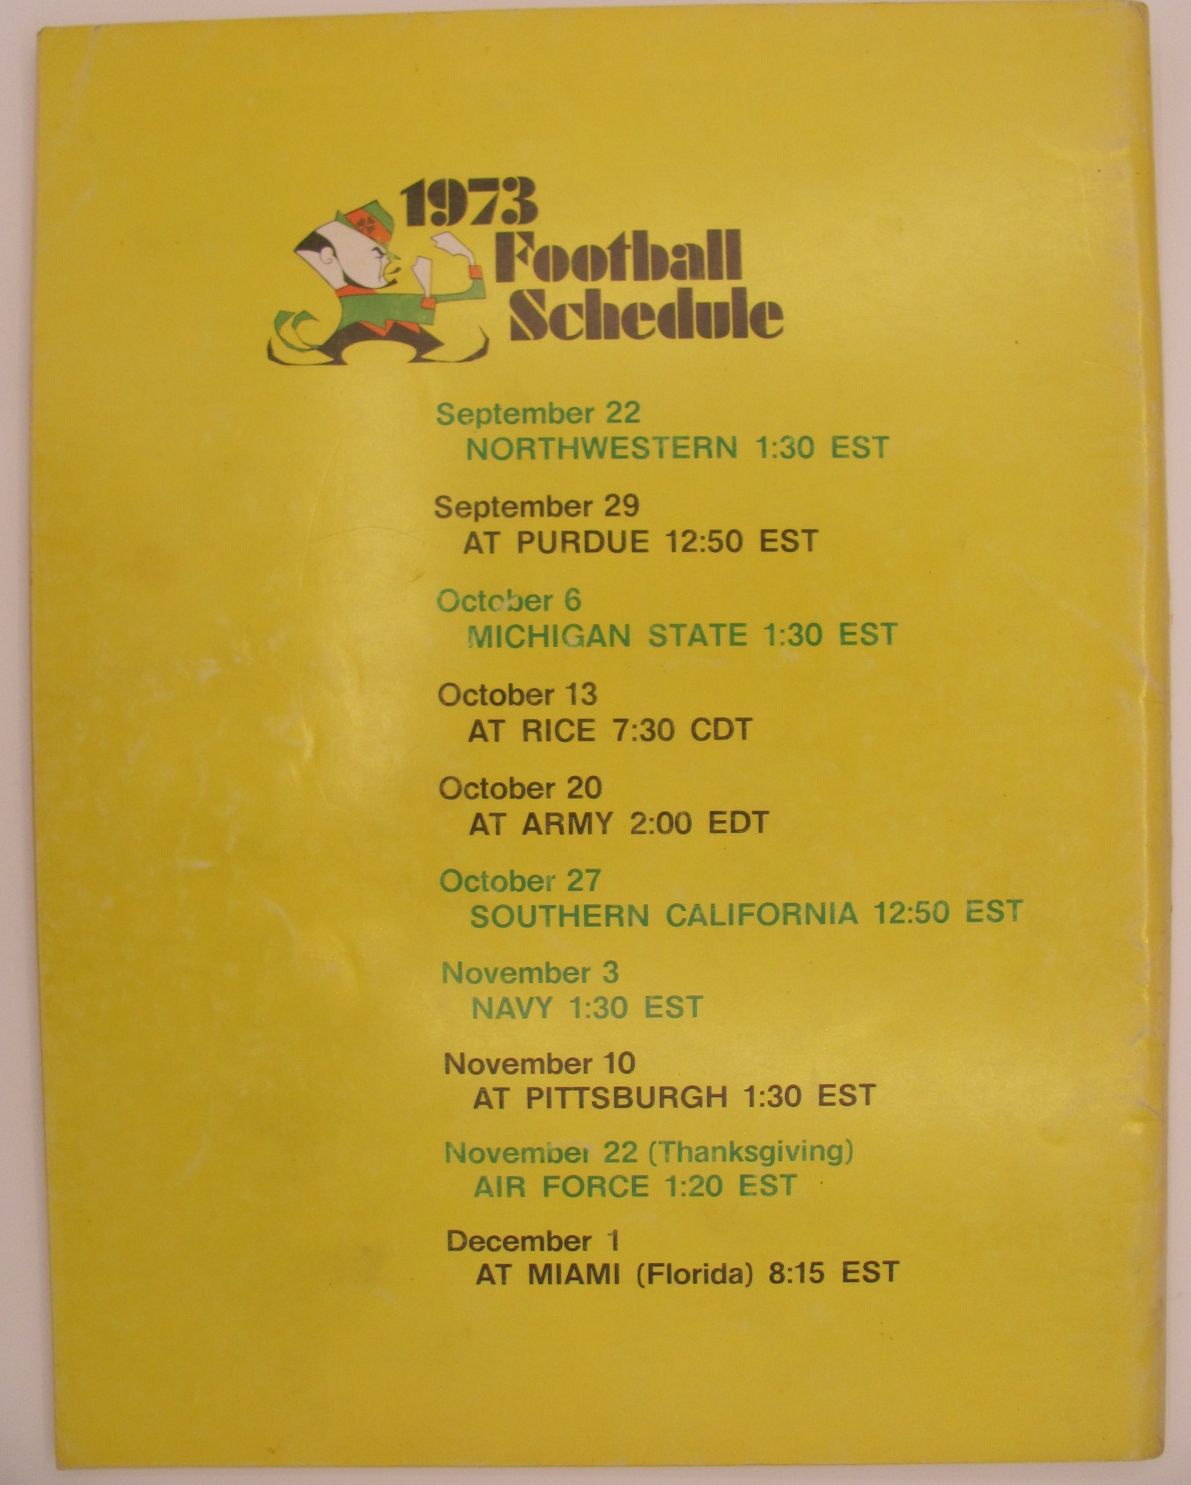 1973
Football
Schedule
September 22
NORTHWESTERN 1:30 EST
September 29
AT PURDUE 12:50 EST
October 6
MICHIGAN STATE 1:30 EST
October 13
AT RICE 7:30 CDT
October 20
AT ARMY 2:00 EDT
October 27
SOUTHERN CALIFORNIA 12:50 EST
November 3
NAVY 1:30 EST
November 10
AT PITTSBURGH 1:30 EST
November 22 (Thanksgiving)
AIR FORCE 1:20 EST
December 1
AT MIAMI (Florida) 8:15 EST